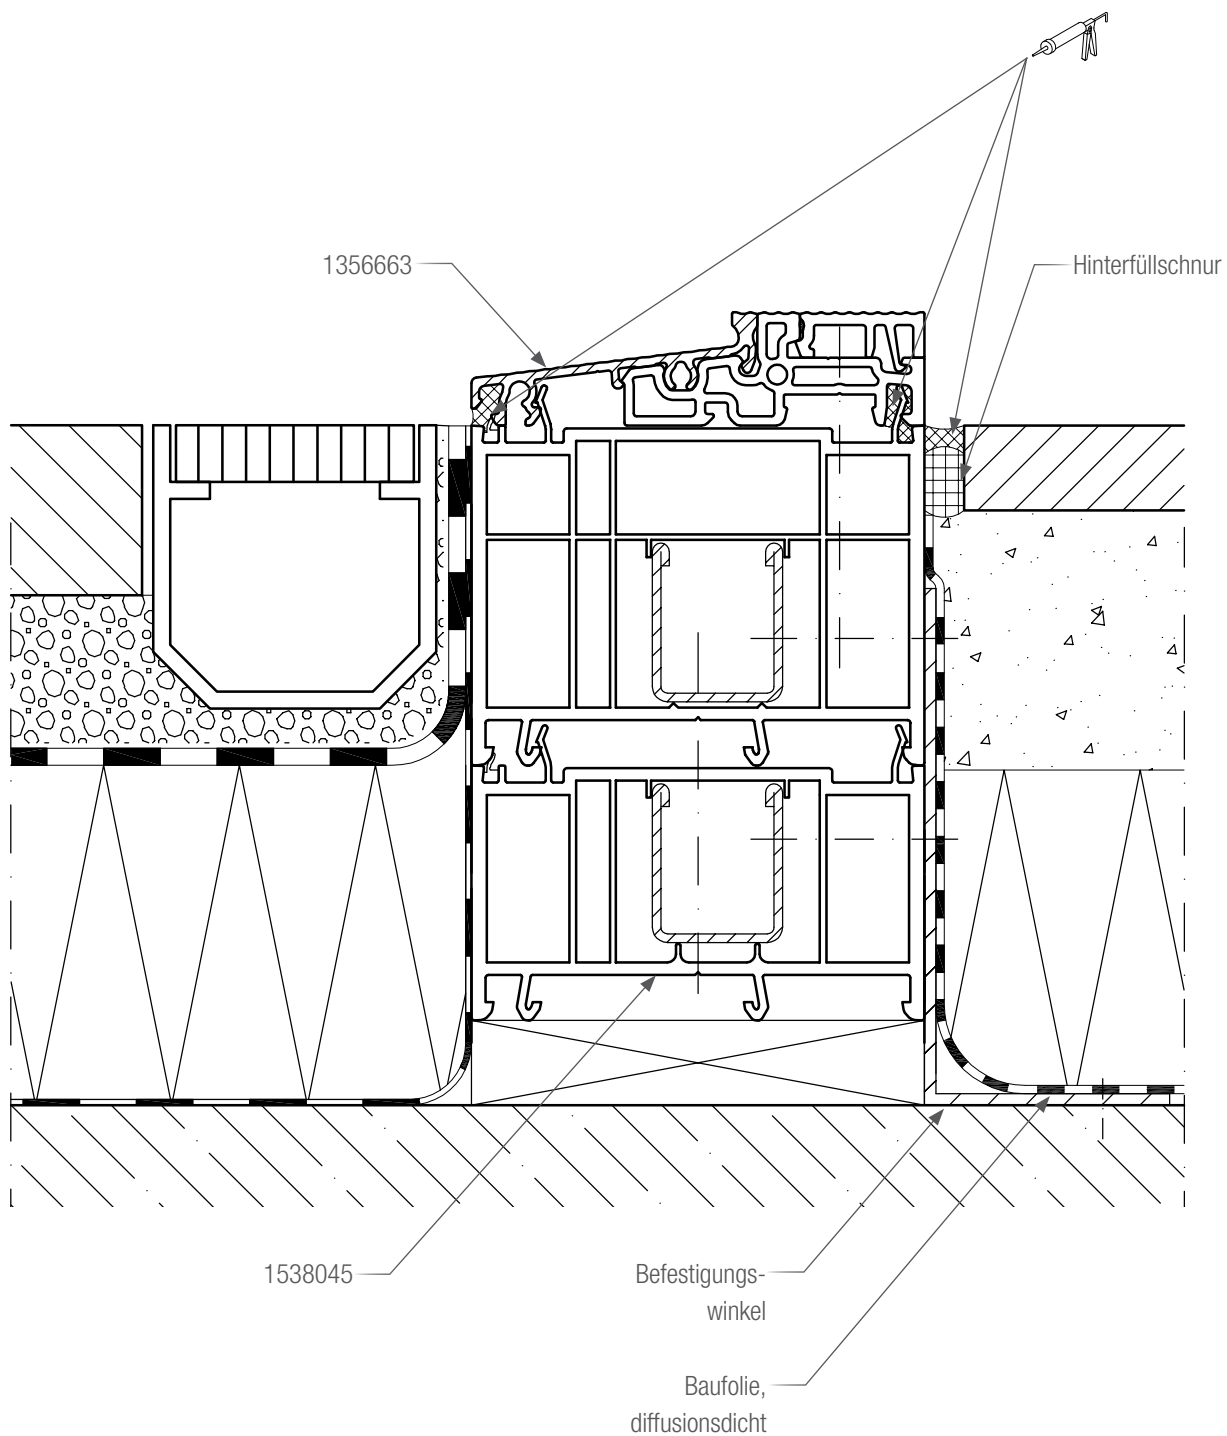 1356663
Hinterfüllschnur
1538045
Befestigungs-
winkel
Baufolie,
diffusionsdicht